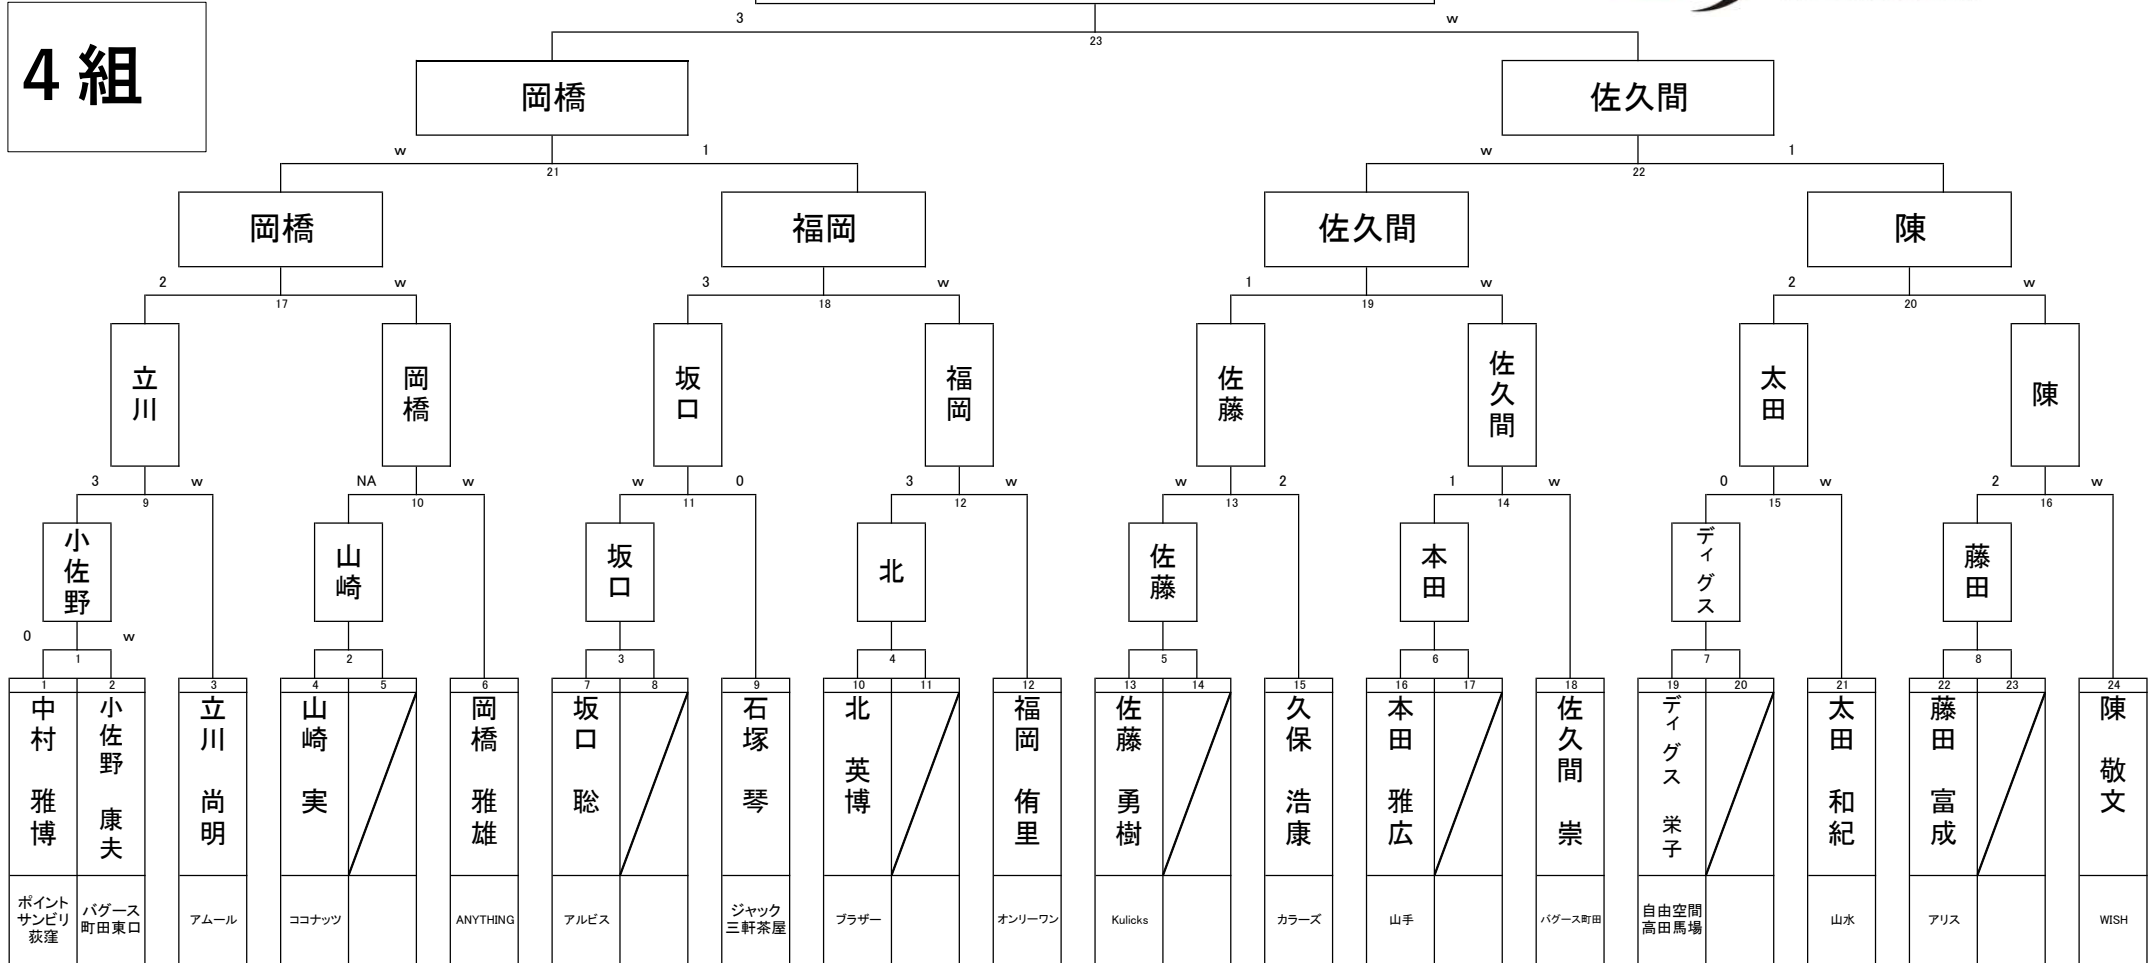 4 組
3 w
23
岡橋 佐久間
w 1 w 1
21 22
岡橋 福岡 佐久間 陳
2 w 3 w 1 w 2 w
17 18 19 20
立川 岡橋 坂口 福岡 佐藤 佐久間 太田 陳
3 w NA w w 0 3 w w 2 1 w 0 w 2 w
9 10 11 12 13 14 15 16
小佐野 山崎 坂口 北 佐藤 本田 ディグス 藤田
0 w
1 2 3 4 5 6 7 8
1 2 3 4 5 6 7 8 9 10 11 12 13 14 15 16 17 18 19 20 21 22 23 24
中村 雅博
小佐野 康夫
立川 尚明
山崎 実
岡橋 雅雄
坂口 聡
石塚 琴
北 英博
福岡 侑里
佐藤 勇樹
久保 浩康
本田 雅広
佐久間 崇
ディグス 栄子
太田 和紀
藤田 富成
陳 敬文
ポイント
サンビリ
荻窪
バグース
町田東口
アムール
ココナッツ
ANYTHING
アルビス
ジャック
三軒茶屋
ブラザー
オンリーワン
Kulicks
カラーズ
山手
バグース町田
自由空間
高田馬場
山水
アリス
WISH